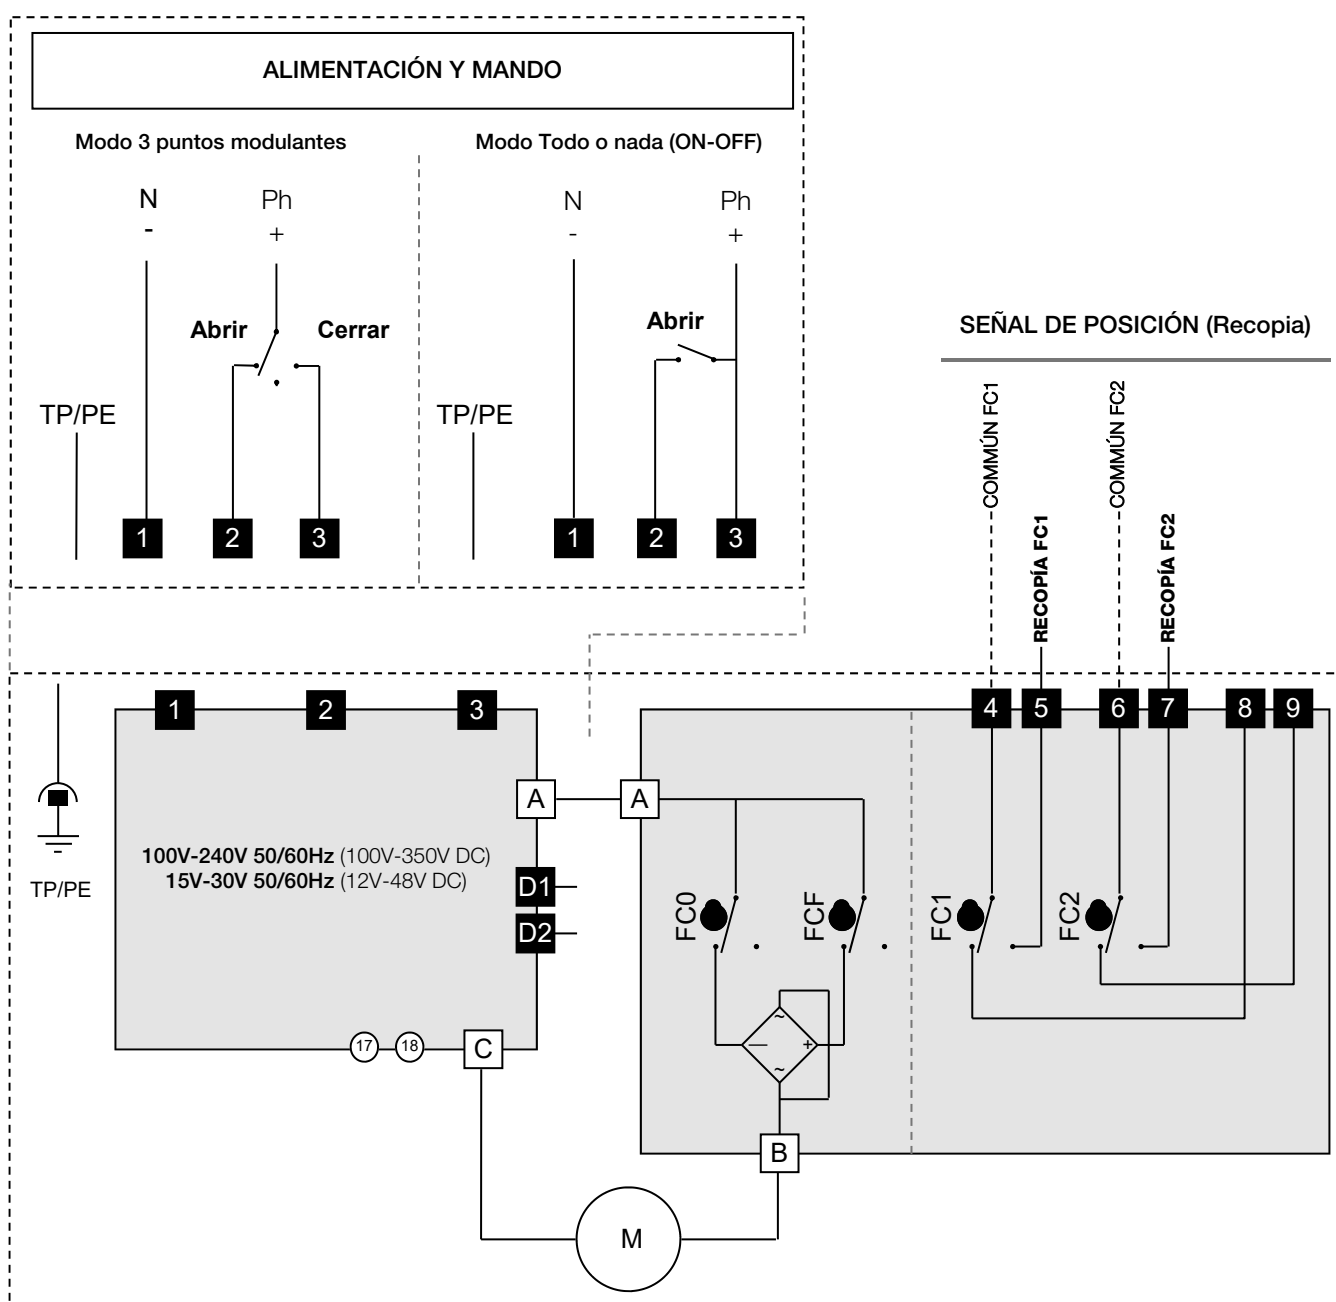 ALIMENTACIÓN Y MANDO
Modo 3 puntos modulantes
Modo Todo o nada (ON-OFF)
N
Ph
N
Ph
-
+
-
+
Abrir
Cerrar
Abrir
TP/PE
TP/PE
1
2
3
1
2
3
SEÑAL DE POSICIÓN (Recopia)
COMMÚN FC1
RECOPÍA FC1
COMMÚN FC2
RECOPÍA FC2
1
2
3
4
5
6
7
8
9
A
A
100V-240V 50/60Hz (100V-350V DC)
15V-30V 50/60Hz (12V-48V DC)
TP/PE
D1
D2
FC0
FCF
FC1
FC2
~
—
+
~
17
18
C
B
M